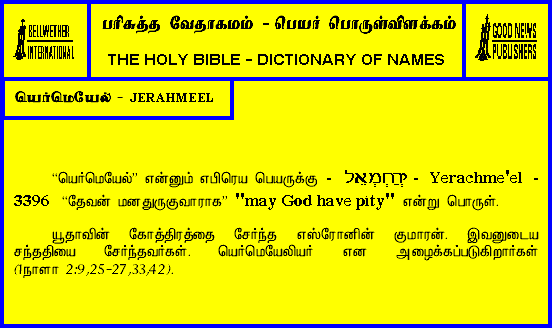 BELLWETHER
INTERNATIONAL
பரிசுத்த வேதாகமம் - பெயர் பொருள்விளக்கம்
THE HOLY BIBLE - DICTIONARY OF NAMES
GOOD NEWS
PUBLISHERS
யெர்மெயேல் - JERAHMEEL
“யெர்மெயேல்” என்னும் எபிரெய பெயருக்கு - יְרַחְמְאֵל - Yerachme'el -
3396 “தேவன் மனதுருகுவாராக” "may God have pity" என்று பொருள்.
யூதாவின் கோத்திரத்தை சேர்ந்த எஸ்ரோனின் குமாரன். இவனுடைய
சந்ததியை சேர்ந்தவர்கள். யெர்மெயேலியர் என அழைக்கப்படுகிறார்கள்
(1நாளா 2:9,25-27,33,42).